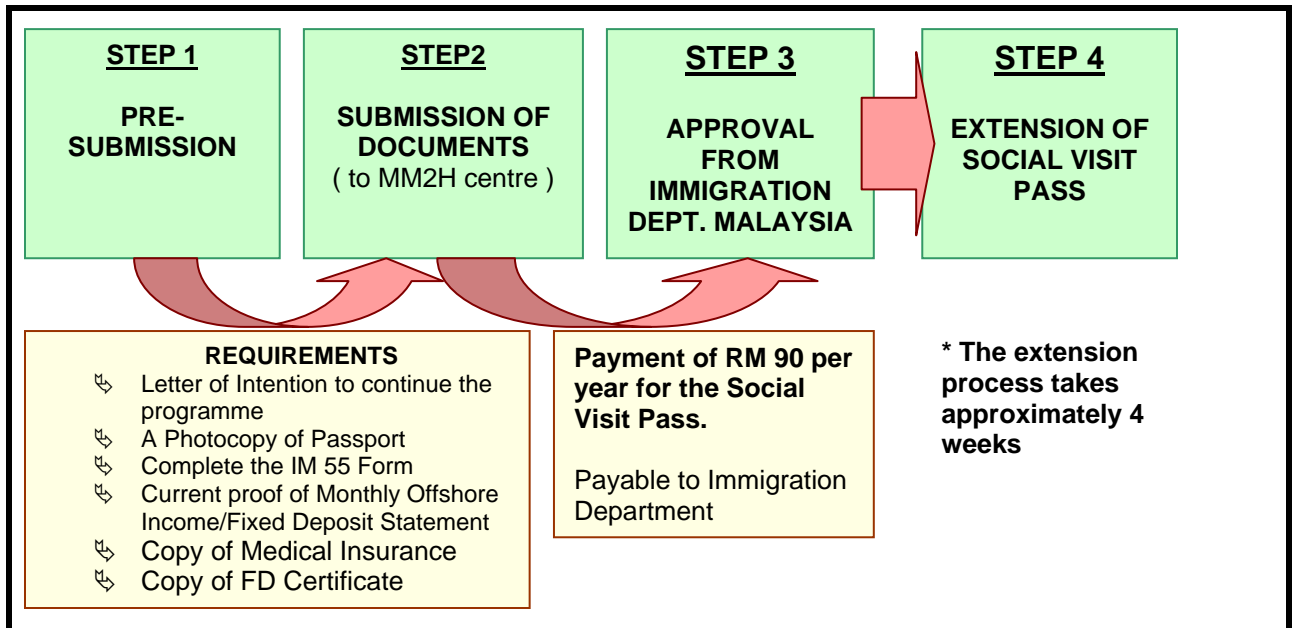 STEP 1
PRE-
SUBMISSION
STEP2
SUBMISSION OF
DOCUMENTS
( to MM2H centre )
STEP 3
APPROVAL
FROM
IMMIGRATION
DEPT. MALAYSIA
STEP 4
EXTENSION OF
SOCIAL VISIT
PASS
REQUIREMENTS
Letter of Intention to continue the
programme
A Photocopy of Passport
Complete the IM 55 Form
Current proof of Monthly Offshore
Income/Fixed Deposit Statement
Copy of Medical Insurance
Copy of FD Certificate
Payment of RM 90 per
year for the Social
Visit Pass.
Payable to Immigration
Department
* The extension
process takes
approximately 4
weeks